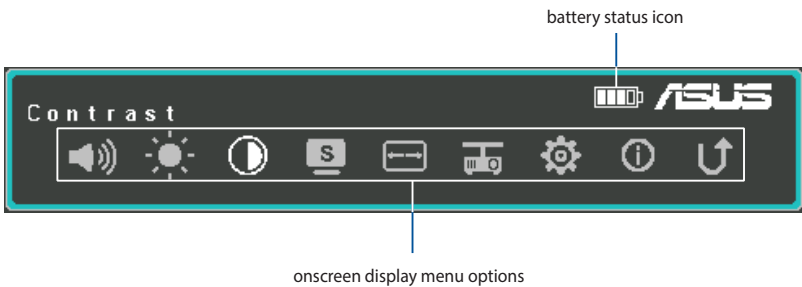 battery status icon
ASUS
Contrast
S
onscreen display menu options